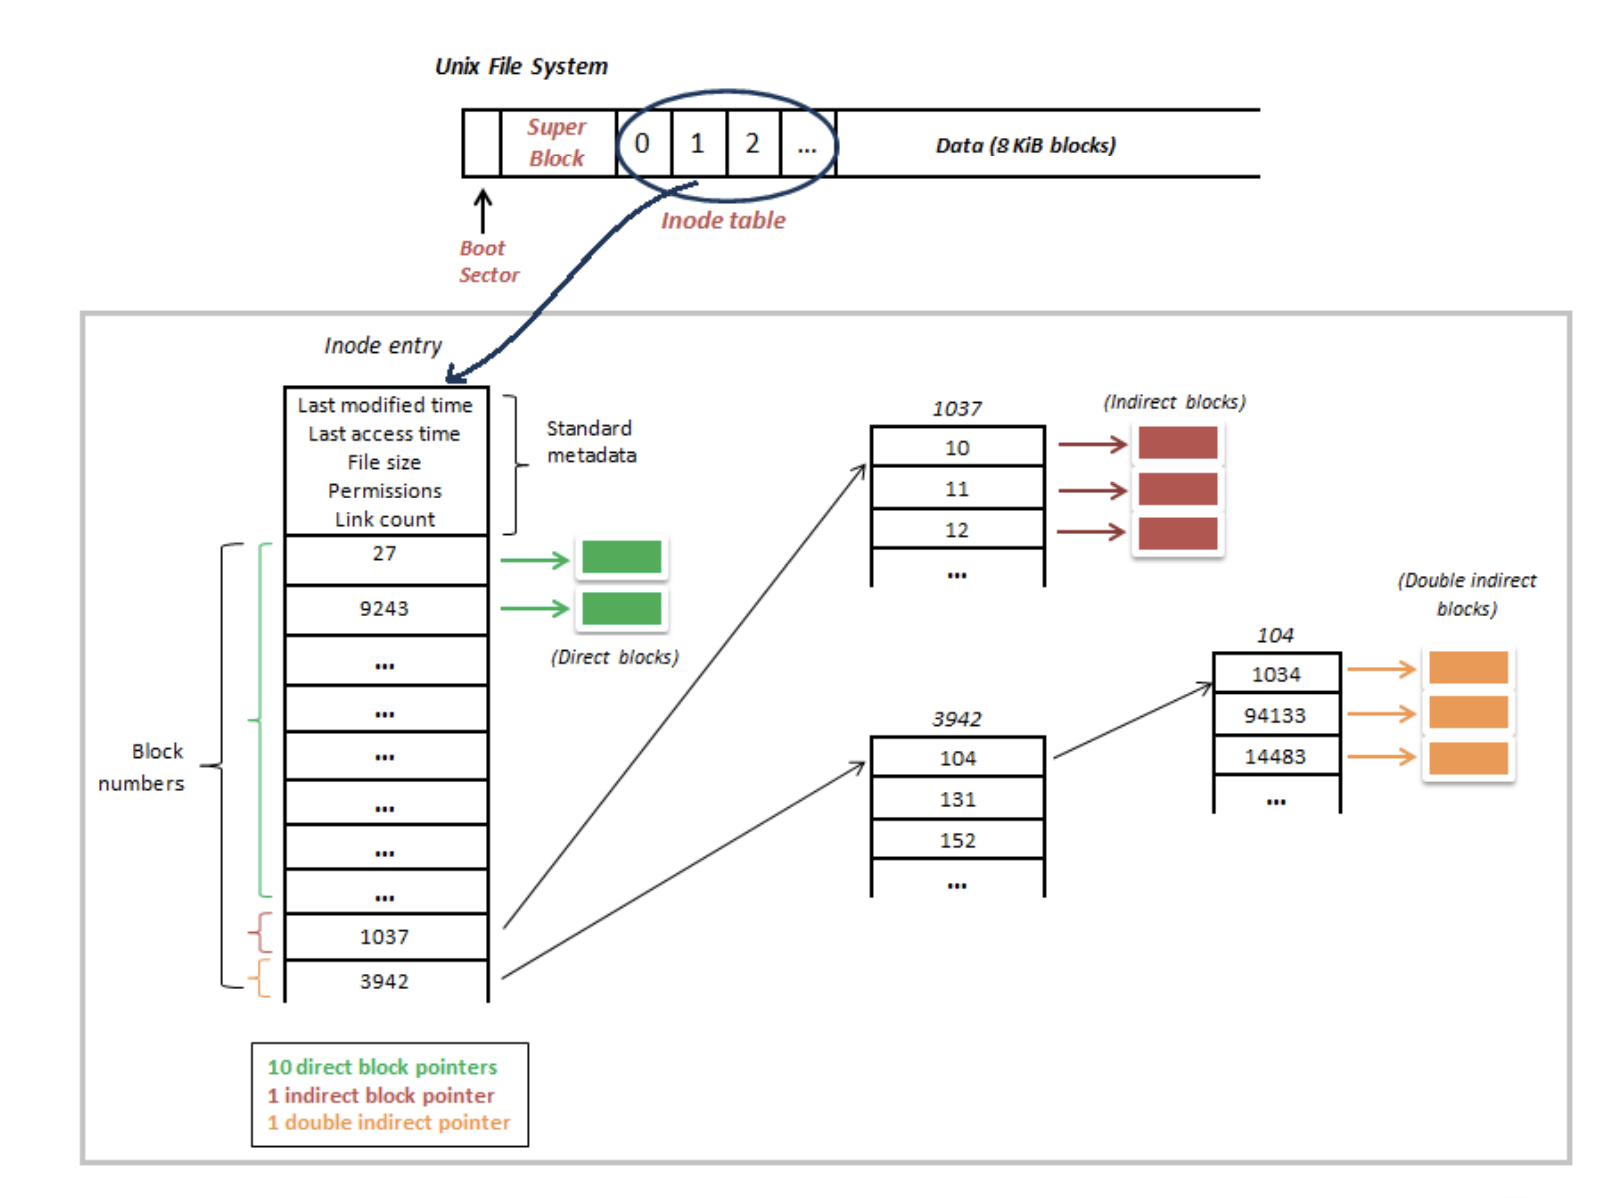 Unix File System
Super
Block
0
1
2
...
Data (8 KiB blocks)
Inode table
Boot
Sector
Inode entry
Last modified time
Last access time
File size
Permissions
Link count
Standard
metadata
27
9243
...
...
...
...
...
...
1037
3942
(Direct blocks)
Block
numbers
1037
10
11
12
...
(Indirect blocks)
3942
104
131
152
...
104
1034
94133
14483
...
(Double indirect
blocks)
10 direct block pointers
1 indirect block pointer
1 double indirect pointer